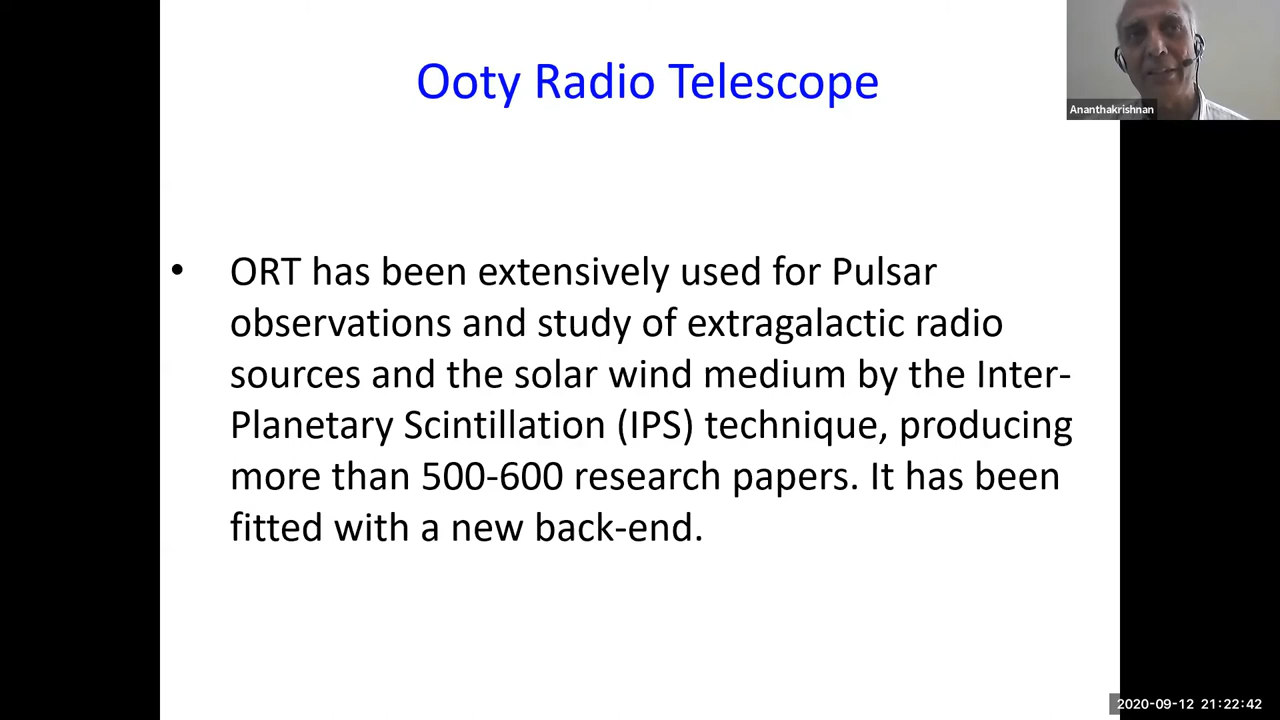 Ooty Radio Telescope
Ananthakrishnan
• ORT has been extensively used for Pulsar
observations and study of extragalactic radio
sources and the solar wind medium by the Inter-
Planetary Scintillation (IPS) technique, producing
more than 500-600 research papers. It has been
fitted with a new back-end.
2020-09-12 21:22:42